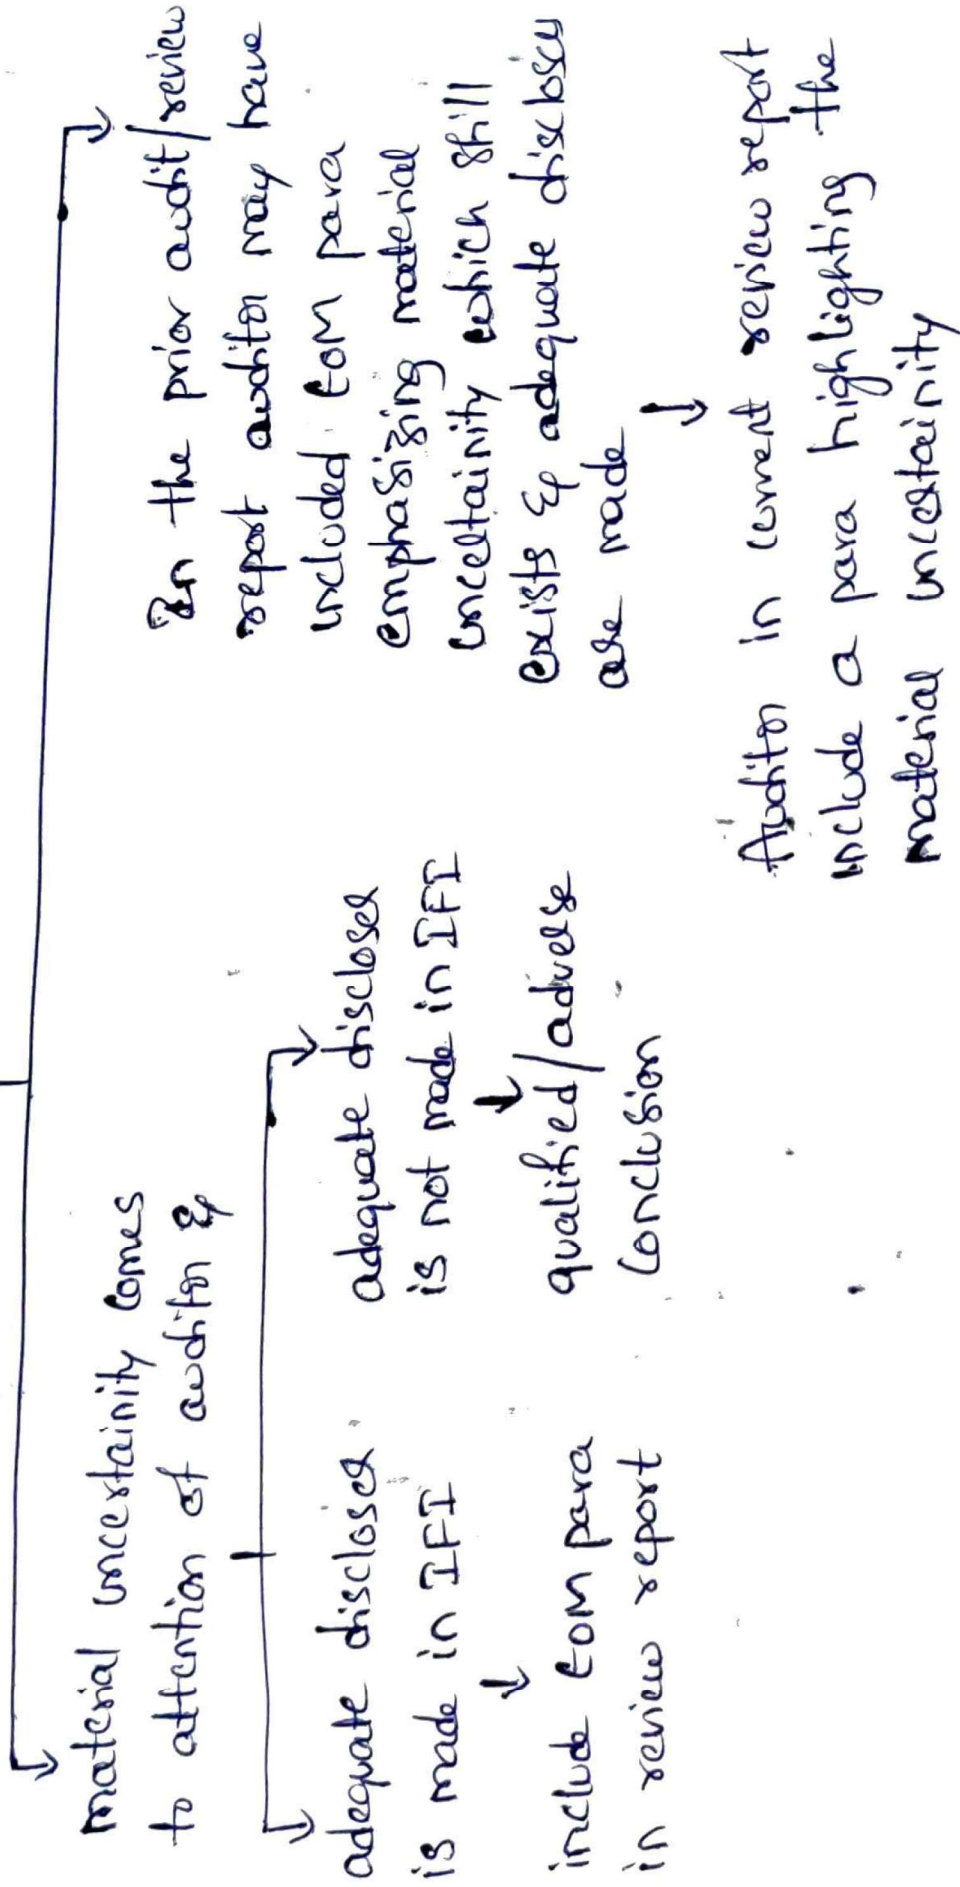 material uncertainity comes
to attention of auditor &
adequate discloser
is made in IFI
include EOM para
in review report
adequate discloser
is not made in IFI
qualified/adverse
conclusion
In the prior audit/review
report auditor may have
included EOM para
emphasizing material
uncertainity which still
exists & adequate disclosu
are made
Auditor in current review report
include a para highlighting the
material uncertainity